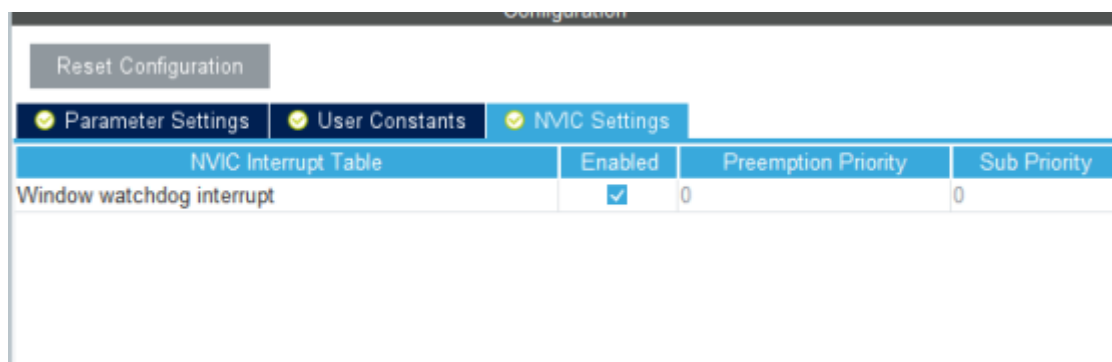 Configuration
Reset Configuration
Parameter Settings User Constants NVIC Settings
NVIC Interrupt Table Enabled Preemption Priority Sub Priority
Window watchdog interrupt 0 0